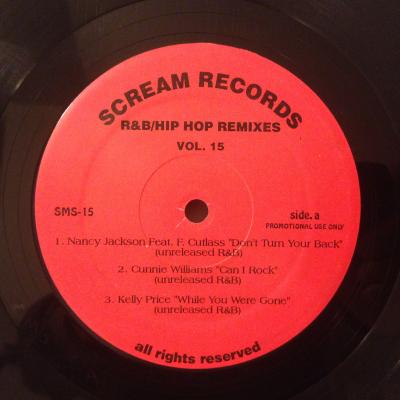 SCREAM RECORDS
R&B/HIP HOP REMIXES
VOL. 15
SMS-15
side.a
PROMOTIONAL USE ONLY
1. Nancy Jackson Feat. F. Cutlass "Don't Turn Your Back"
(unreleased R&B)
2. Cunnie Williams "Can I Rock"
(unreleased R&B)
3. Kelly Price "While You Were Gone"
(unreleased R&B)
all rights reserved